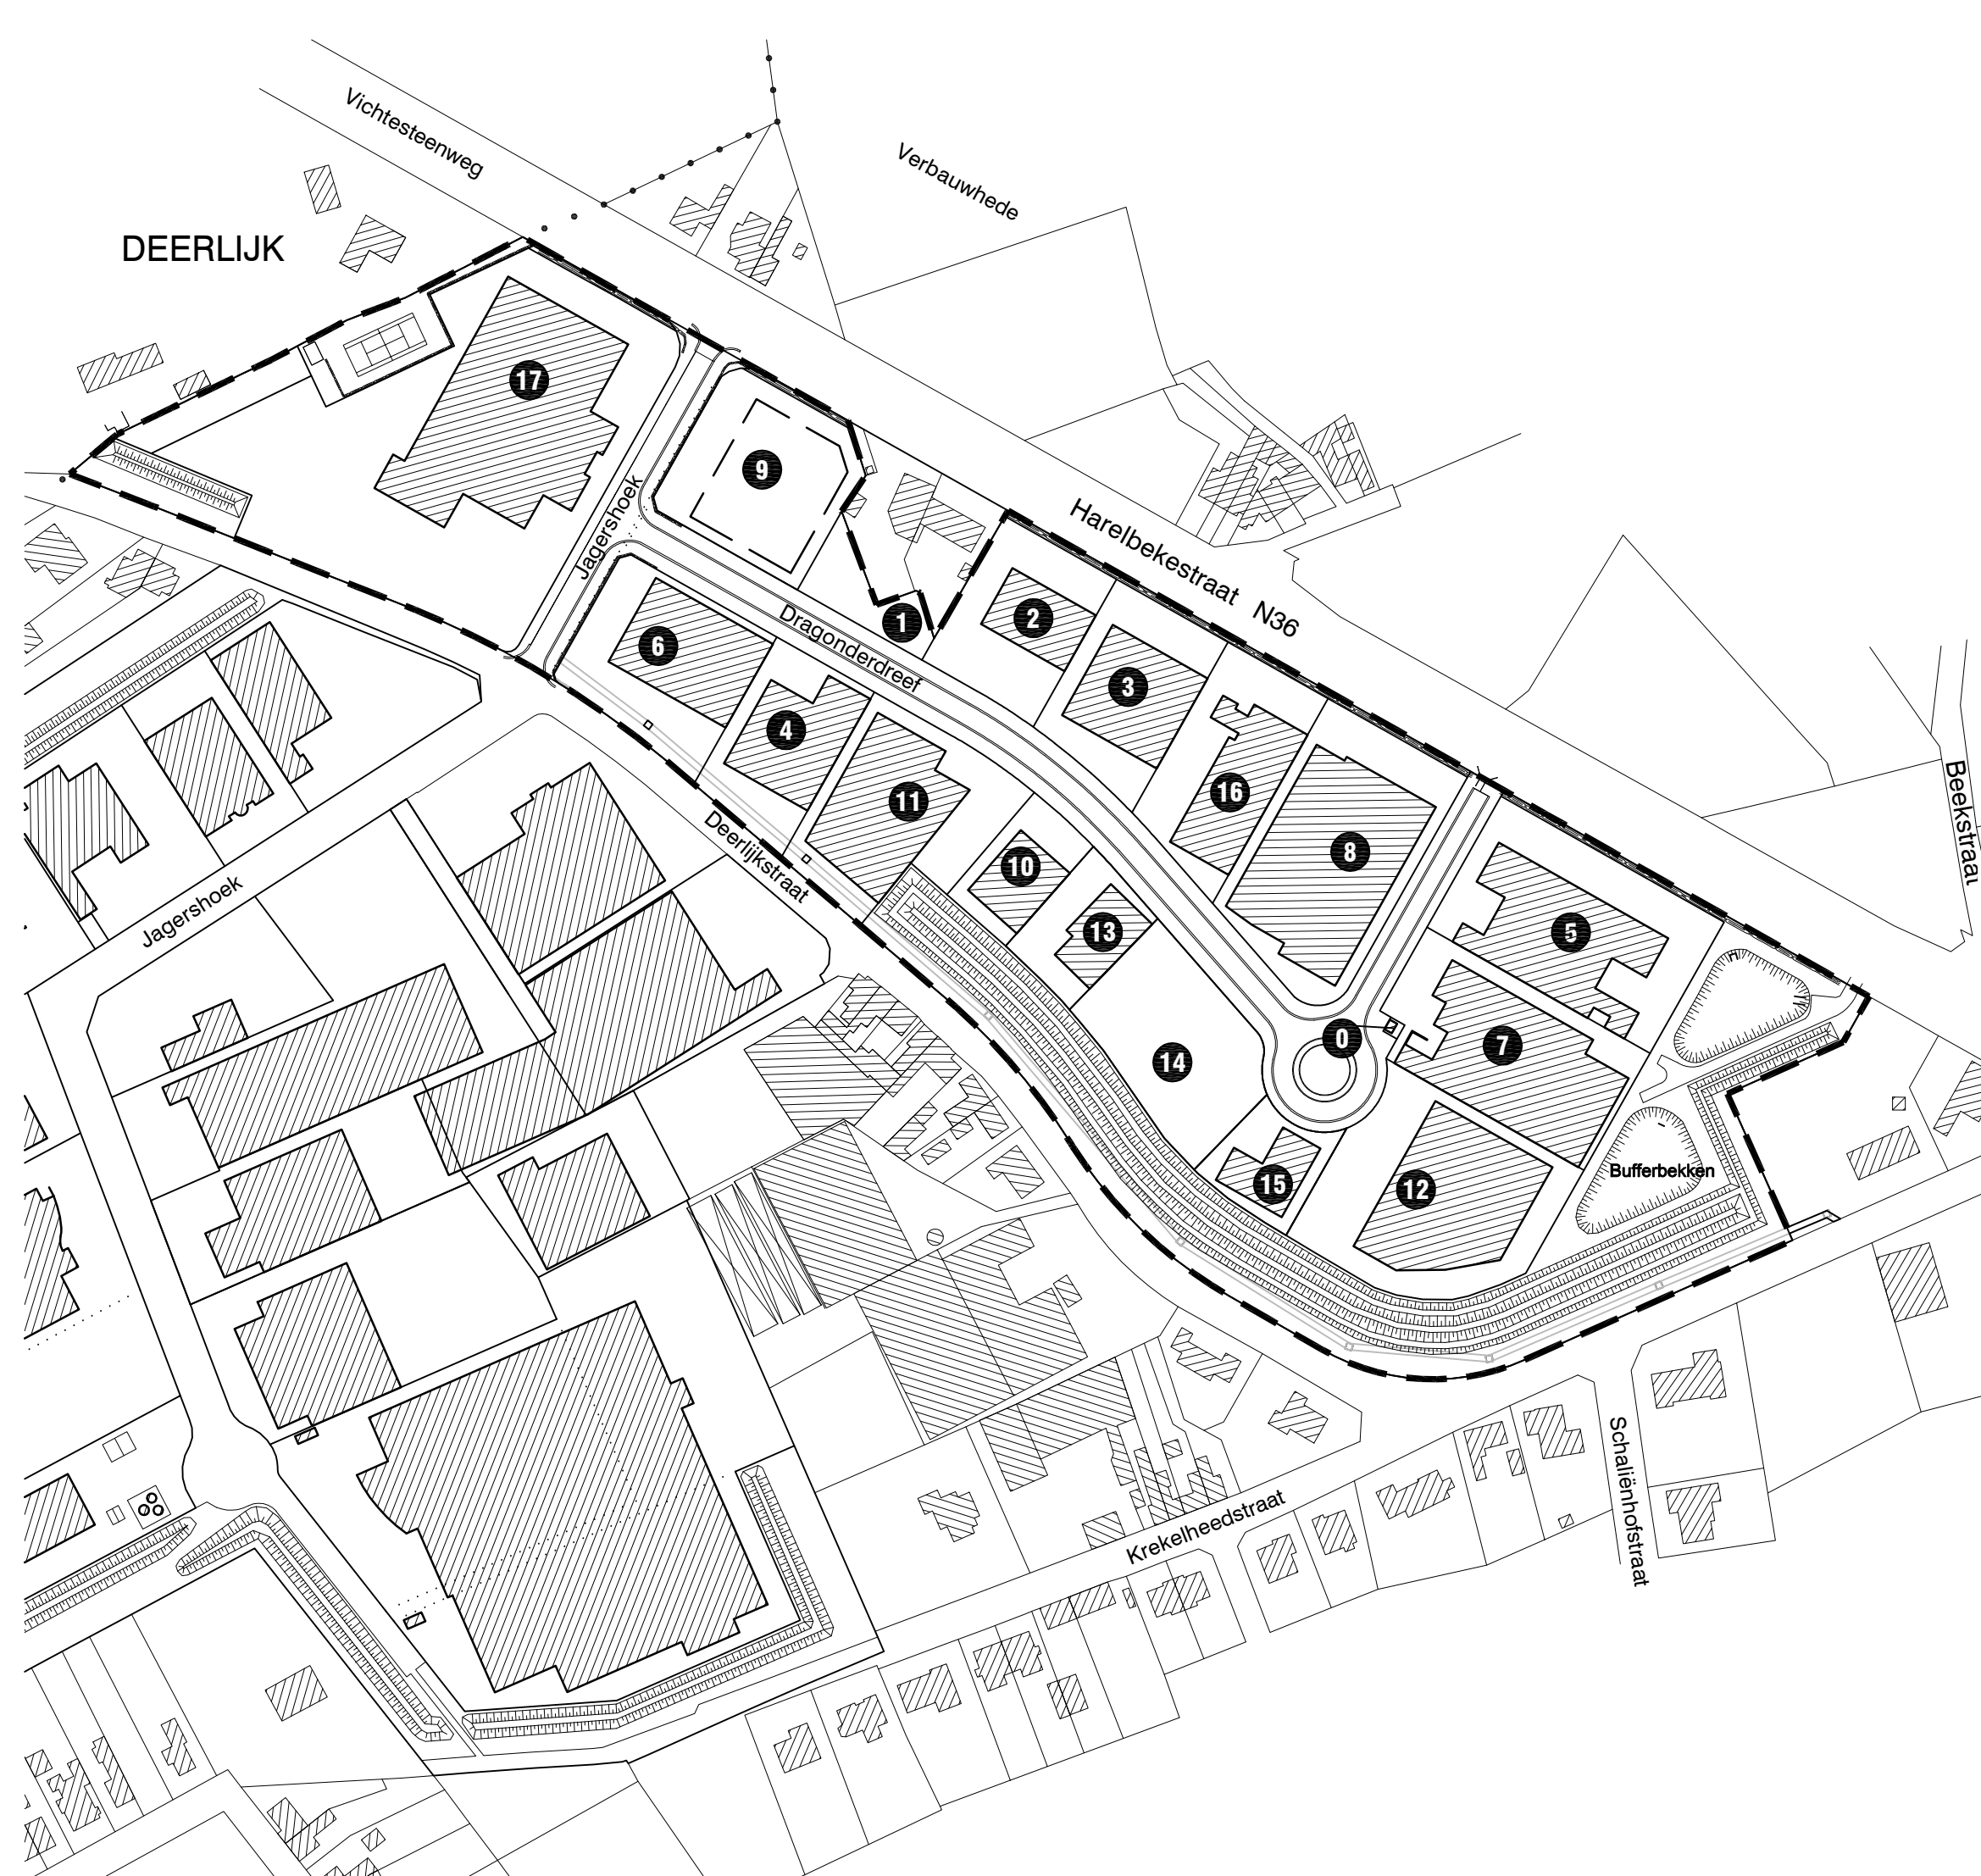 Vichtesteenweg
Verbauwhede
DEERLIJK
17
9
Jagershoek
Harelbekestraat N36
1
2
6
Dragonderdreef
3
4
16
11
Beekstraat
8
Deerlijkstraat
10
Jagershoek
13
5
0
7
14
Bufferbekken
15
12
Krekelheedstraat
Schaliënhofstraat